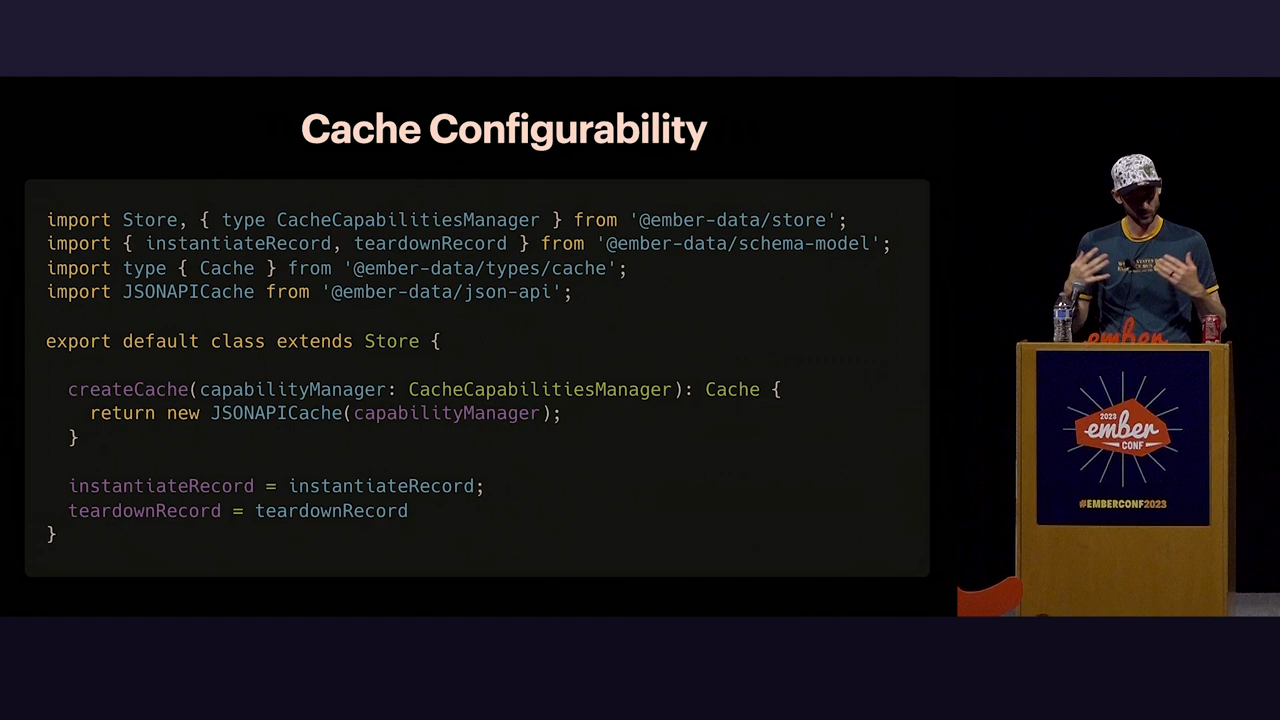 Cache Configurability
import Store, { type CacheCapabilitiesManager } from '@ember-data/store';
import { instantiateRecord, teardownRecord } from '@ember-data/schema-model';
import type { Cache } from '@ember-data/types/cache';
import JSONAPICache from '@ember-data/json-api';
export default class extends Store {
createCache(capabilityManager: CacheCapabilitiesManager): Cache {
return new JSONAPICache(capabilityManager);
}
instantiateRecord = instantiateRecord;
teardownRecord = teardownRecord
}
ember
2023
ember
CONF
#EMBERCONF2023